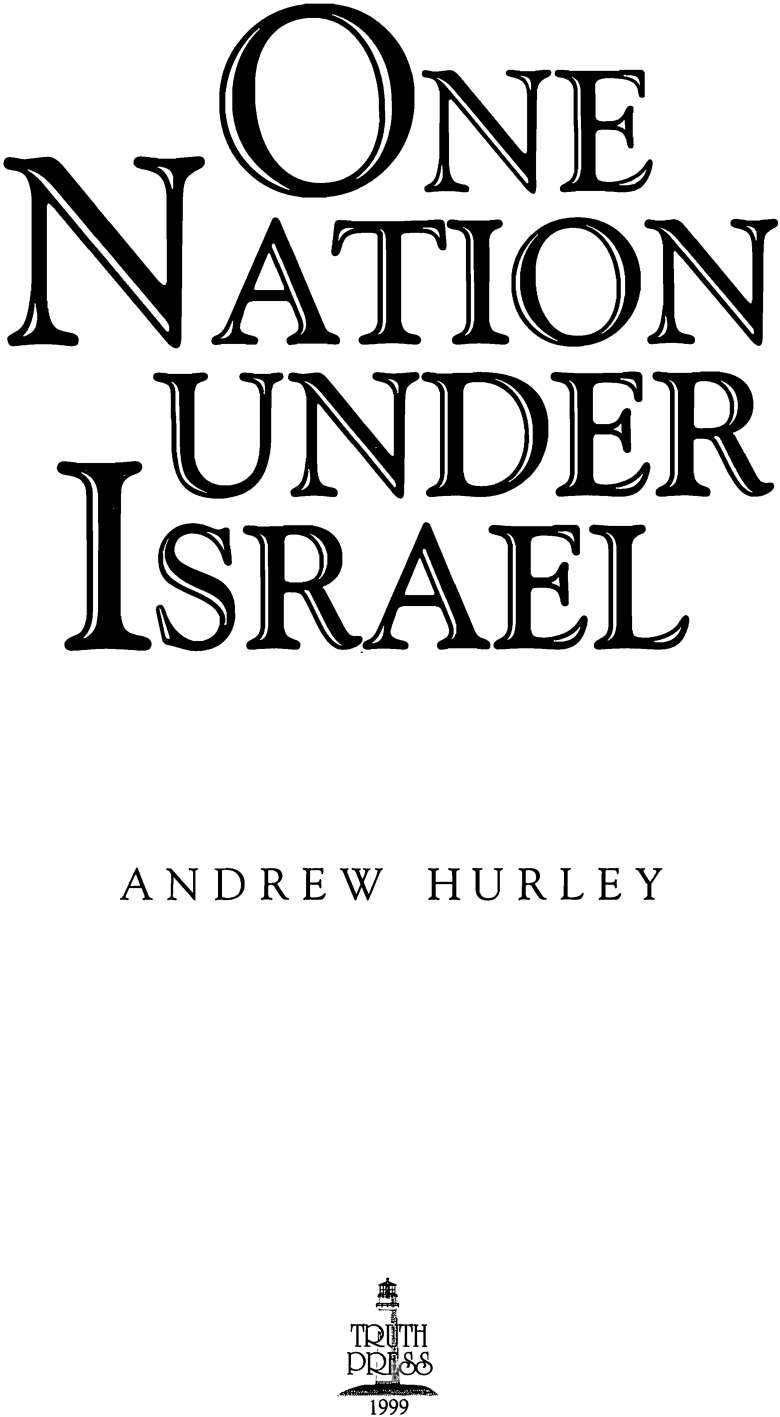 ONE
NATION
UNDER
ISRAEL
ANDREW HURLEY
TRUTH
PRESS
1999